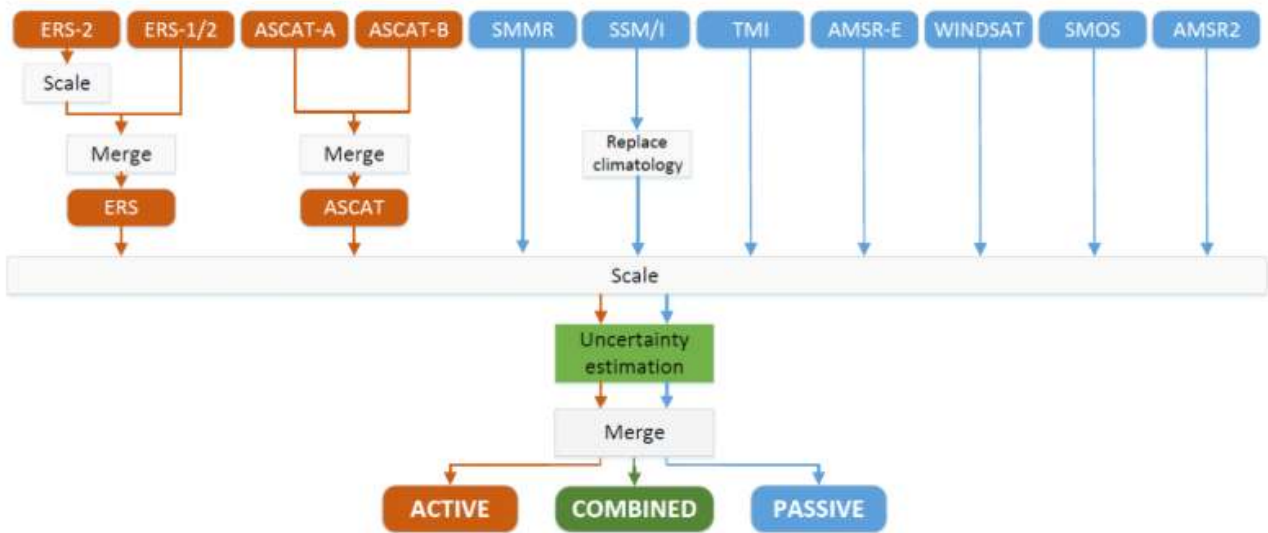 ERS-2 ERS-1/2 ASCAT-A ASCAT-B SMMR SSM/I TMI AMSR-E WINDSAT SMOS AMSR2
Scale
Merge Merge Replace
climatology
ERS ASCAT
Scale
Uncertainty
estimation
Merge
ACTIVE COMBINED PASSIVE